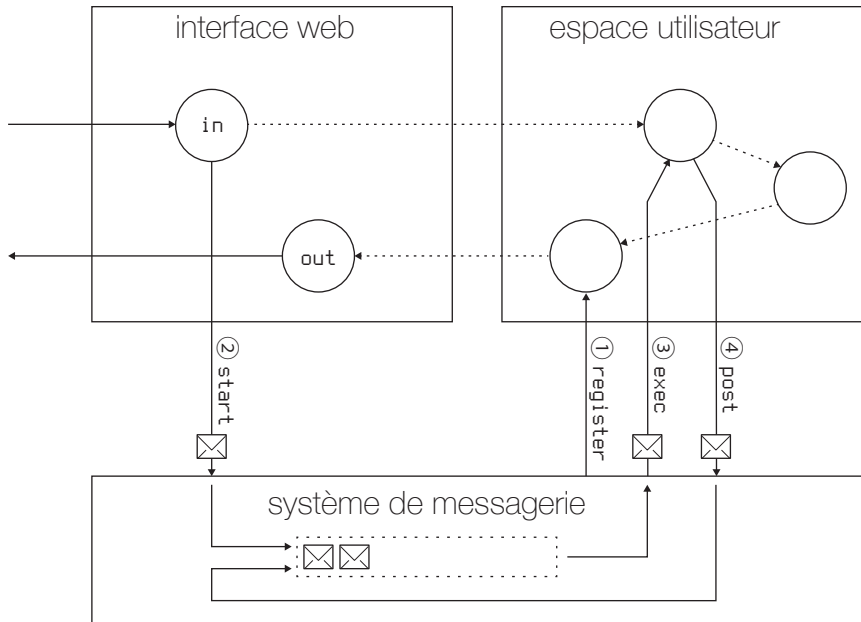 interface web
espace utilisateur
in
out
② start
① register
③ exec
④ post
système de messagerie